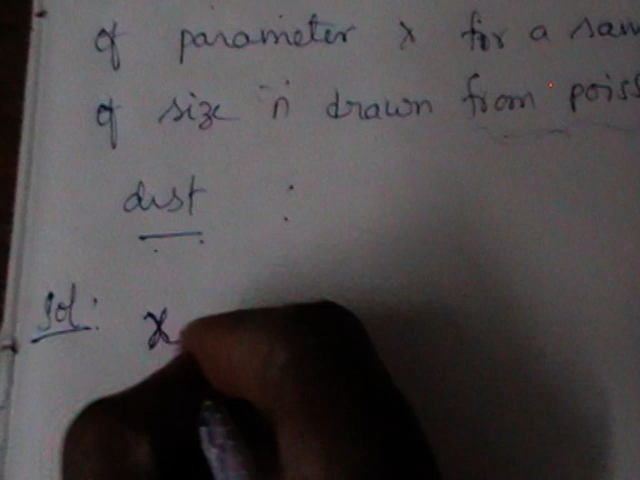 of parameter λ for a sam
of size 'n' drawn from poiss
dist :
Sol: x